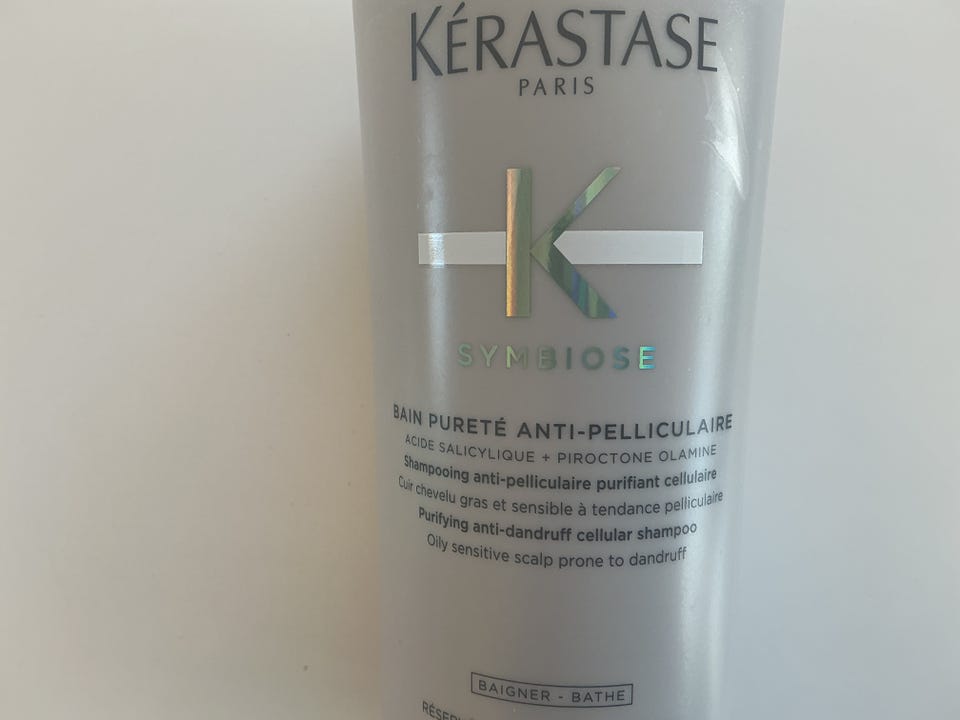 KÉRASTASE
PARIS
K
SYMBIOSE
BAIN PURETÉ ANTI-PELLICULAIRE
ACIDE SALICYLIQUE + PIROCTONE OLAMINE
Shampooing anti-pelliculaire purifiant cellulaire
Cuir chevelu gras et sensible à tendance pelliculaire
Purifying anti-dandruff cellular shampoo
Oily sensitive scalp prone to dandruff
BAIGNER - BATHE